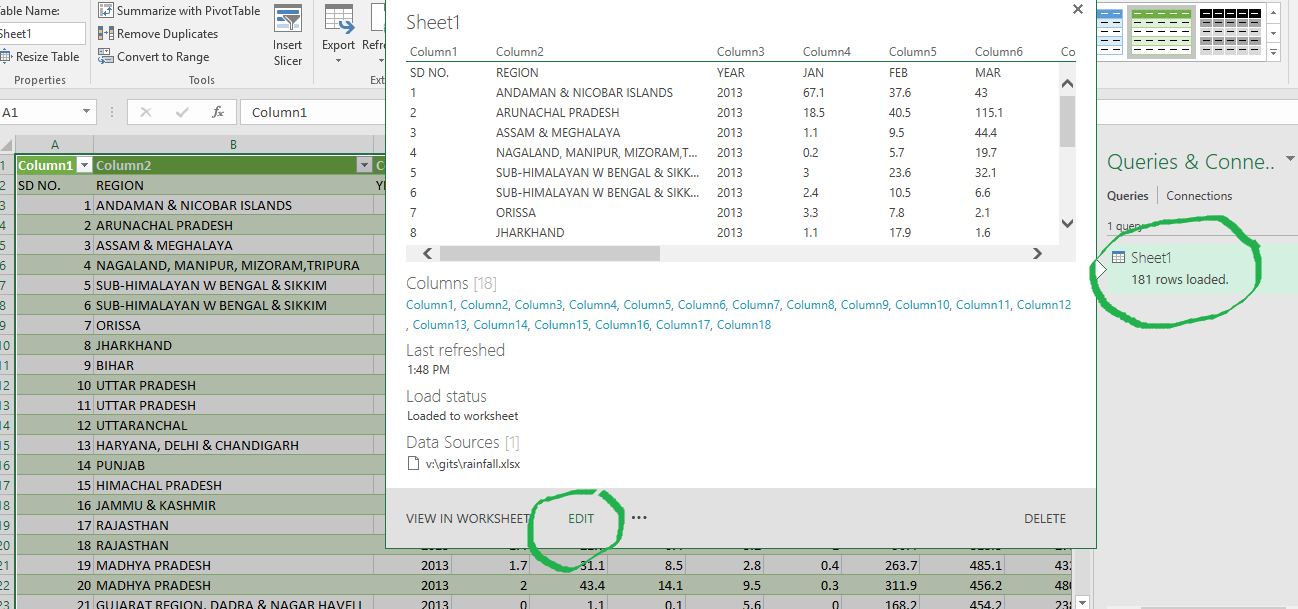 able Name:
Sheet1
Resize Table
Properties
Summarize with PivotTable
Remove Duplicates
Convert to Range
Tools
Insert
Slicer
Export
Refre
Ext
A1
fx
Column1
A
B
1 Column1 Column2 C
2 SD NO. REGION YE
3 1 ANDAMAN & NICOBAR ISLANDS
4 2 ARUNACHAL PRADESH
5 3 ASSAM & MEGHALAYA
6 4 NAGALAND, MANIPUR, MIZORAM,TRIPURA
7 5 SUB-HIMALAYAN W BENGAL & SIKKIM
8 6 SUB-HIMALAYAN W BENGAL & SIKKIM
9 7 ORISSA
10 8 JHARKHAND
11 9 BIHAR
12 10 UTTAR PRADESH
13 11 UTTAR PRADESH
14 12 UTTARANCHAL
15 13 HARYANA, DELHI & CHANDIGARH
16 14 PUNJAB
17 15 HIMACHAL PRADESH
18 16 JAMMU & KASHMIR
19 17 RAJASTHAN
20 18 RAJASTHAN
21 19 MADHYA PRADESH 2013 1.7 31.1 8.5 2.8 0.4 263.7 485.1 43
22 20 MADHYA PRADESH 2013 2 43.4 14.1 9.5 0.3 311.9 456.2 480
23 21 GUJARAT REGION, DADRA & NAGAR HAVELI 2013 0 1.1 0.1 5.6 0 168.2 454.2 238
Sheet1
Column1 Column2 Column3 Column4 Column5 Column6 Co
SD NO. REGION YEAR JAN FEB MAR
1 ANDAMAN & NICOBAR ISLANDS 2013 67.1 37.6 43
2 ARUNACHAL PRADESH 2013 18.5 40.5 115.1
3 ASSAM & MEGHALAYA 2013 1.1 9.5 44.4
4 NAGALAND, MANIPUR, MIZORAM,T... 2013 0.2 5.7 19.7
5 SUB-HIMALAYAN W BENGAL & SIKK... 2013 3 23.6 32.1
6 SUB-HIMALAYAN W BENGAL & SIKK... 2013 2.4 10.5 6.6
7 ORISSA 2013 3.3 7.8 2.1
8 JHARKHAND 2013 1.1 17.9 1.6
Columns [18]
Column1, Column2, Column3, Column4, Column5, Column6, Column7, Column8, Column9, Column10, Column11, Column12
, Column13, Column14, Column15, Column16, Column17, Column18
Last refreshed
1:48 PM
Load status
Loaded to worksheet
Data Sources [1]
v:\gits\rainfall.xlsx
VIEW IN WORKSHEET EDIT ••• DELETE
Queries & Conne..
Queries Connections
1 query
Sheet1
181 rows loaded.